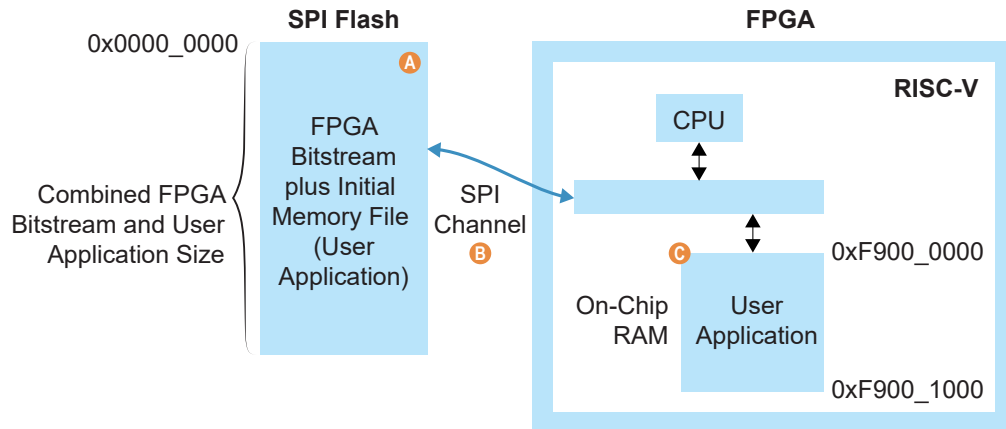 SPI Flash
FPGA
0x0000_0000
A
RISC-V
FPGA
Bitstream
plus Initial
Memory File
(User
Application)
Combined FPGA
Bitstream and User
Application Size
SPI
Channel
B
CPU
C
0xF900_0000
On-Chip
RAM
User
Application
0xF900_1000